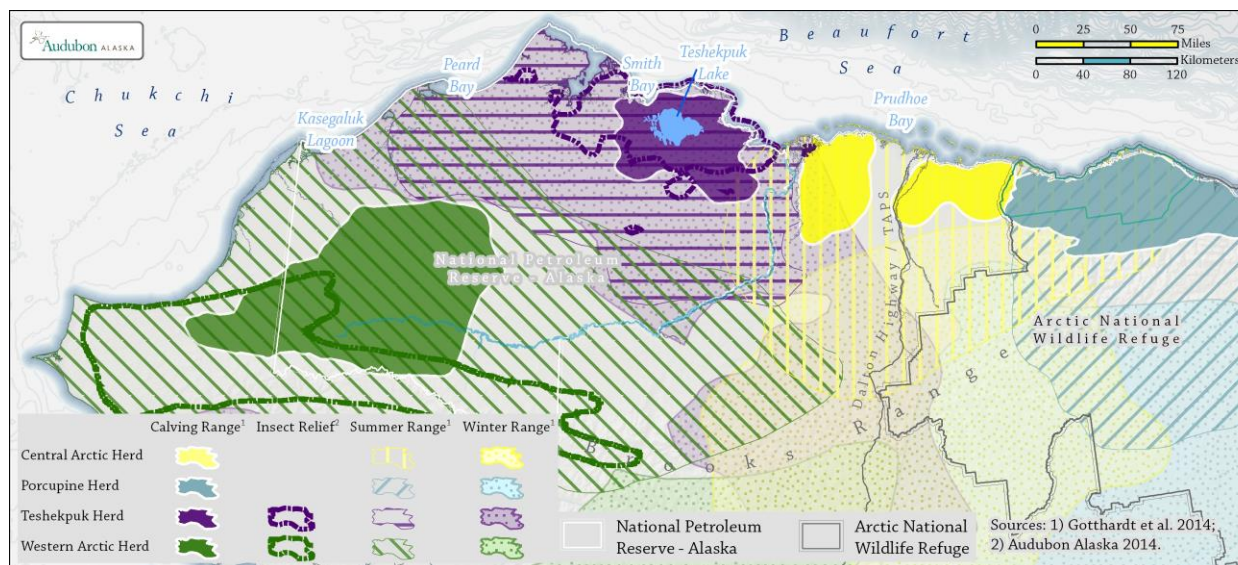 Audubon ALASKA
Chukchi
Sea
Peard
Bay
Kasegaluk
Lagoon
Smith
Bay
Teshekpuk
Lake
Beaufort
Sea
Prudhoe
Bay
0 25 50 75
Miles
Kilometers
0 40 80 120
National Petroleum
Reserve - Alaska
Dalton Highway / TAPS
Arctic National
Wildlife Refuge
Brooks Range
Calving Range¹ Insect Relief² Summer Range¹ Winter Range¹
Central Arctic Herd
Porcupine Herd
Teshekpuk Herd
Western Arctic Herd
National Petroleum
Reserve - Alaska
Arctic National
Wildlife Refuge
Sources: 1) Gotthardt et al. 2014;
2) Audubon Alaska 2014.